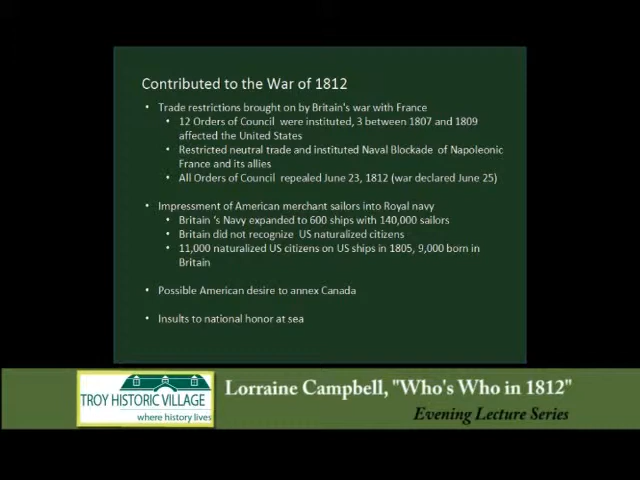 Contributed to the War of 1812
• Trade restrictions brought on by Britain's war with France
• 12 Orders of Council were instituted, 3 between 1807 and 1809
affected the United States
• Restricted neutral trade and instituted Naval Blockade of Napoleonic
France and its allies
• All Orders of Council repealed June 23, 1812 (war declared June 25)
• Impressment of American merchant sailors into Royal navy
• Britain 's Navy expanded to 600 ships with 140,000 sailors
• Britain did not recognize US naturalized citizens
• 11,000 naturalized US citizens on US ships in 1805, 9,000 born in
Britain
• Possible American desire to annex Canada
• Insults to national honor at sea
TROY HISTORIC VILLAGE
where history lives
Lorraine Campbell, "Who's Who in 1812"
Evening Lecture Series